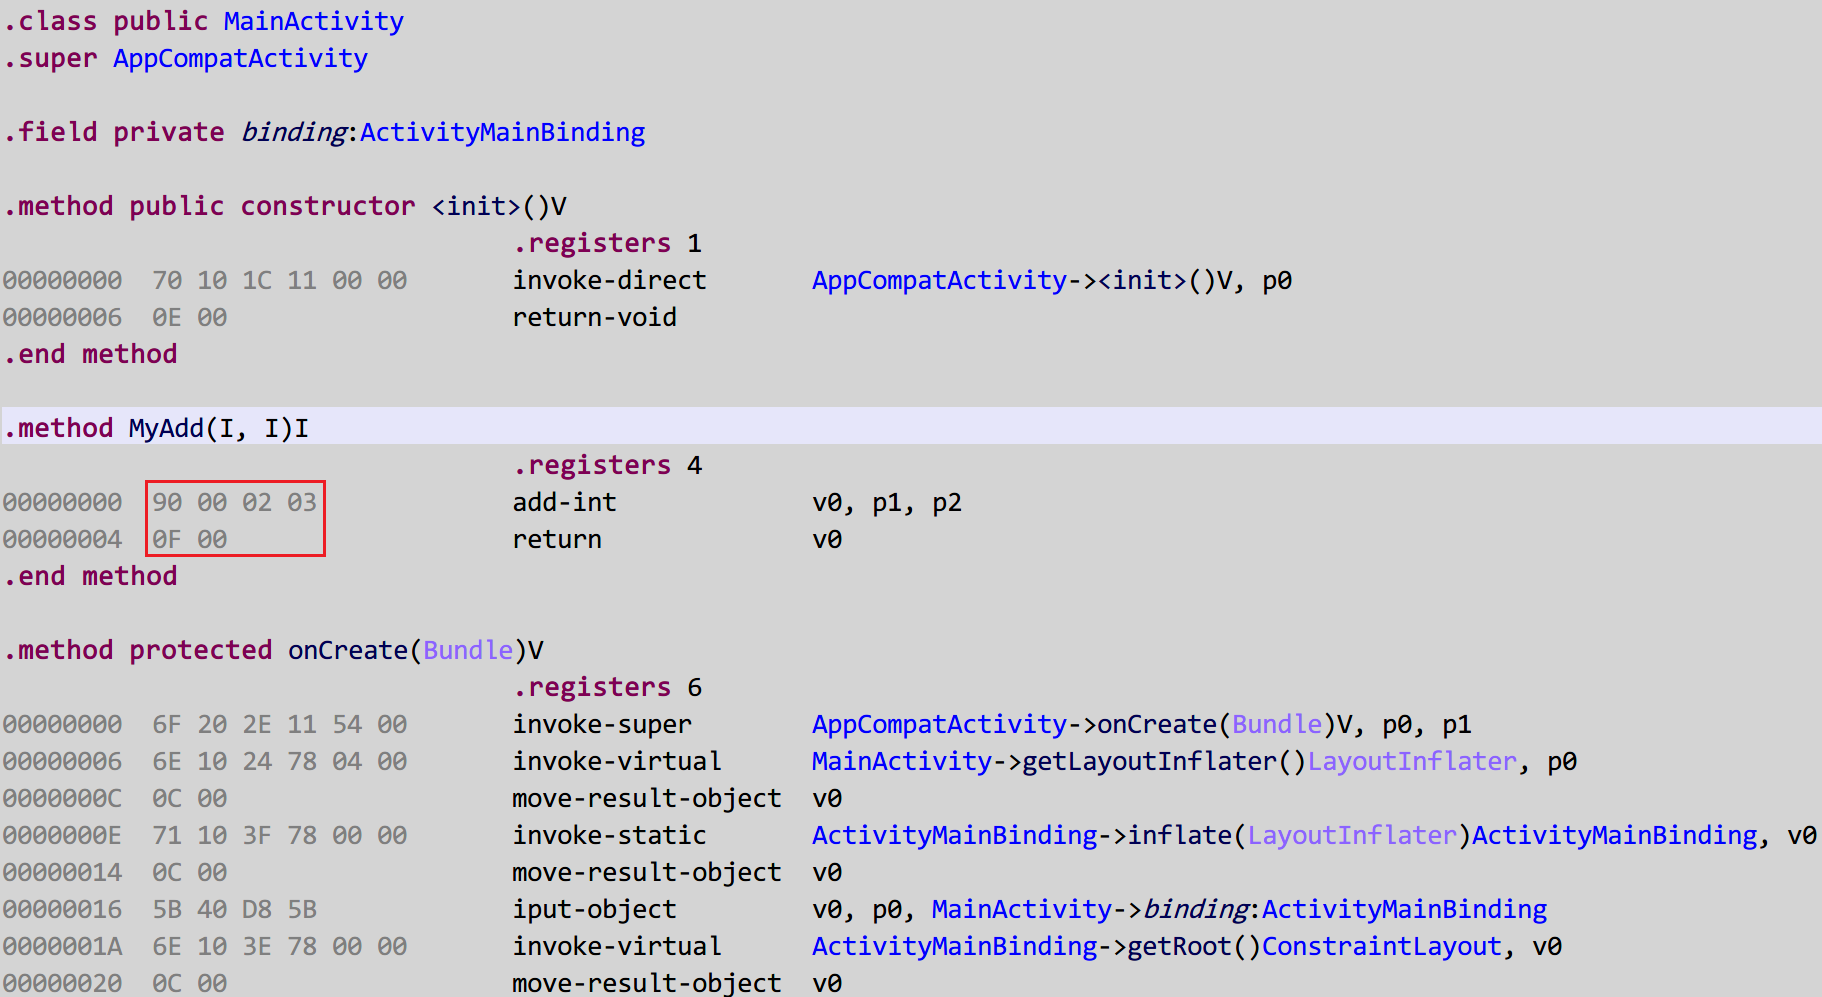 .class public MainActivity
.super AppCompatActivity
.field private binding:ActivityMainBinding
.method public constructor <init>()V
.registers 1
00000000 70 10 1C 11 00 00 invoke-direct AppCompatActivity-><init>()V, p0
00000006 0E 00 return-void
.end method
.method MyAdd(I, I)I
.registers 4
00000000 90 00 02 03 add-int v0, p1, p2
00000004 0F 00 return v0
.end method
.method protected onCreate(Bundle)V
.registers 6
00000000 6F 20 2E 11 54 00 invoke-super AppCompatActivity->onCreate(Bundle)V, p0, p1
00000006 6E 10 24 78 04 00 invoke-virtual MainActivity->getLayoutInflater()LayoutInflater, p0
0000000C 0C 00 move-result-object v0
0000000E 71 10 3F 78 00 00 invoke-static ActivityMainBinding->inflate(LayoutInflater)ActivityMainBinding, v0
00000014 0C 00 move-result-object v0
00000016 5B 40 D8 5B iput-object v0, p0, MainActivity->binding:ActivityMainBinding
0000001A 6E 10 3E 78 00 00 invoke-virtual ActivityMainBinding->getRoot()ConstraintLayout, v0
00000020 0C 00 move-result-object v0